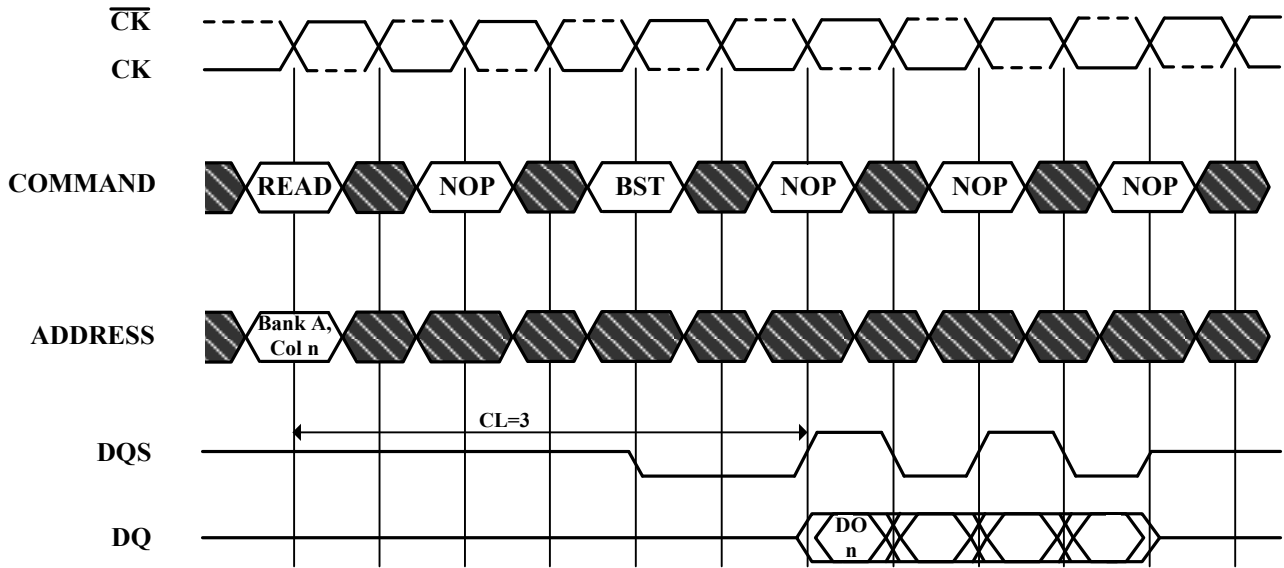 CK
CK
COMMAND
READ NOP BST NOP NOP NOP
ADDRESS
Bank A,
Col n
CL=3
DQS
DQ
DO
n